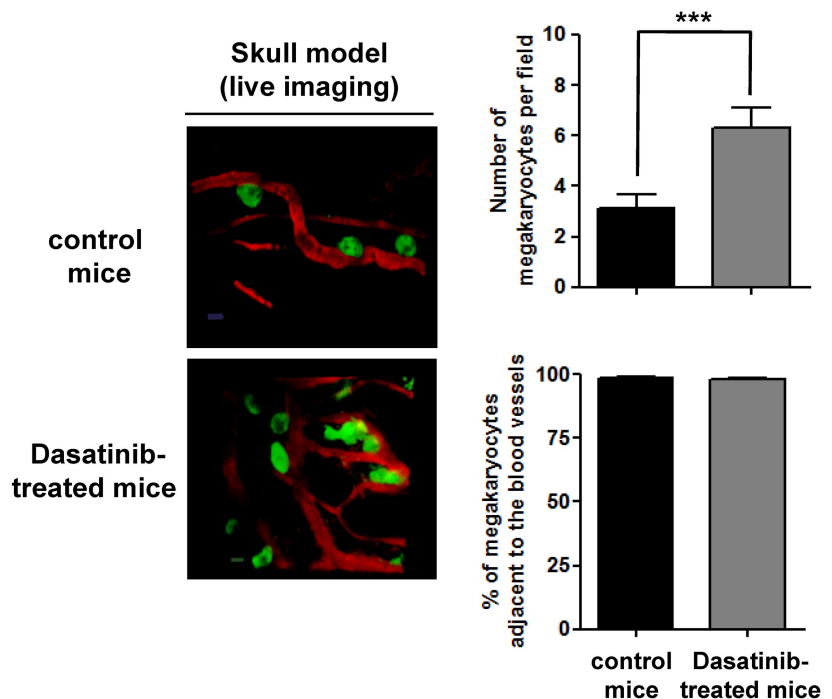 Skull model
(live imaging)
control
mice
Dasatinib-
treated mice
***
Number of
megakaryocytes per field
10
8
6
4
2
0
% of megakaryocytes
adjacent to the blood vessels
100
75
50
25
0
control
mice
Dasatinib-
treated mice